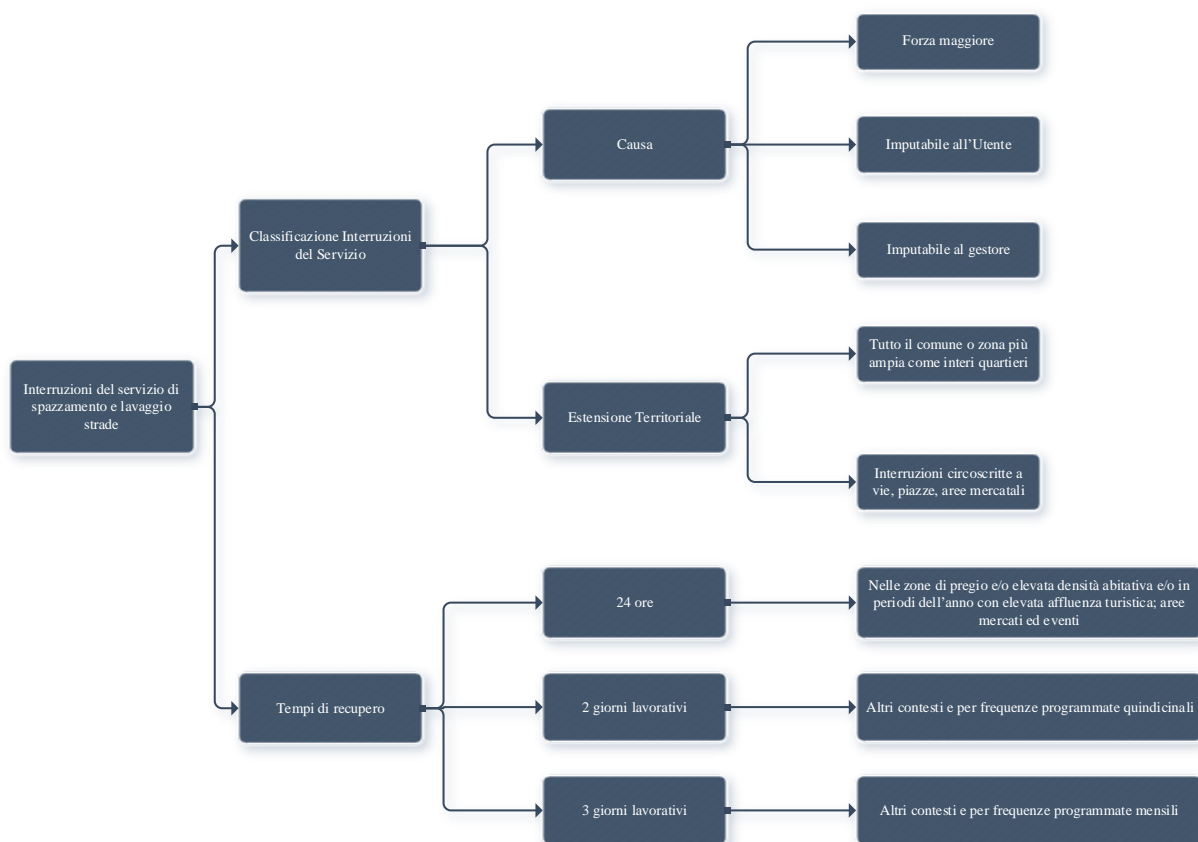 Interruzioni del servizio di
spazzamento e lavaggio
strade
Classificazione Interruzioni
del Servizio
Causa
Forza maggiore
Imputabile all'Utente
Imputabile al gestore
Estensione Territoriale
Tutto il comune o zona più
ampia come interi quartieri
Interruzioni circoscritte a
vie, piazze, aree mercatali
Tempi di recupero
24 ore
Nelle zone di pregio e/o elevata densità abitativa e/o in
periodi dell'anno con elevata affluenza turistica; aree
mercati ed eventi
2 giorni lavorativi
Altri contesti e per frequenze programmate quindicinali
3 giorni lavorativi
Altri contesti e per frequenze programmate mensili